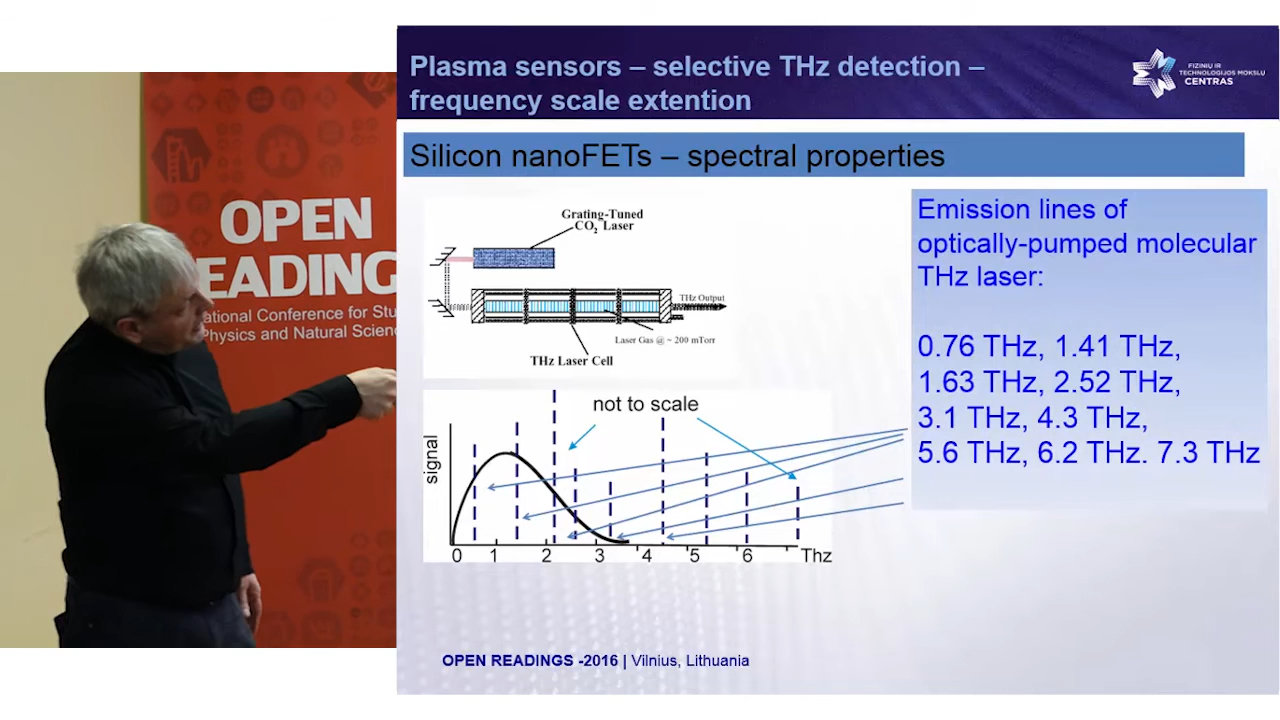 OPEN
READING
national Conference for Stu
Physics and Natural Scienc
Plasma sensors – selective THz detection –
frequency scale extention
FIZINIŲ IR
TECHNOLOGIJOS MOKSLŲ
CENTRAS
Silicon nanoFETs – spectral properties
Grating-Tuned
CO2 Laser
THz Output
Laser Gas @ ~ 200 mTorr
THz Laser Cell
Emission lines of
optically-pumped molecular
THz laser:
0.76 THz, 1.41 THz,
1.63 THz, 2.52 THz,
3.1 THz, 4.3 THz,
5.6 THz, 6.2 THz. 7.3 THz
not to scale
signal
0 1 2 3 4 5 6 Thz
OPEN READINGS -2016 | Vilnius, Lithuania